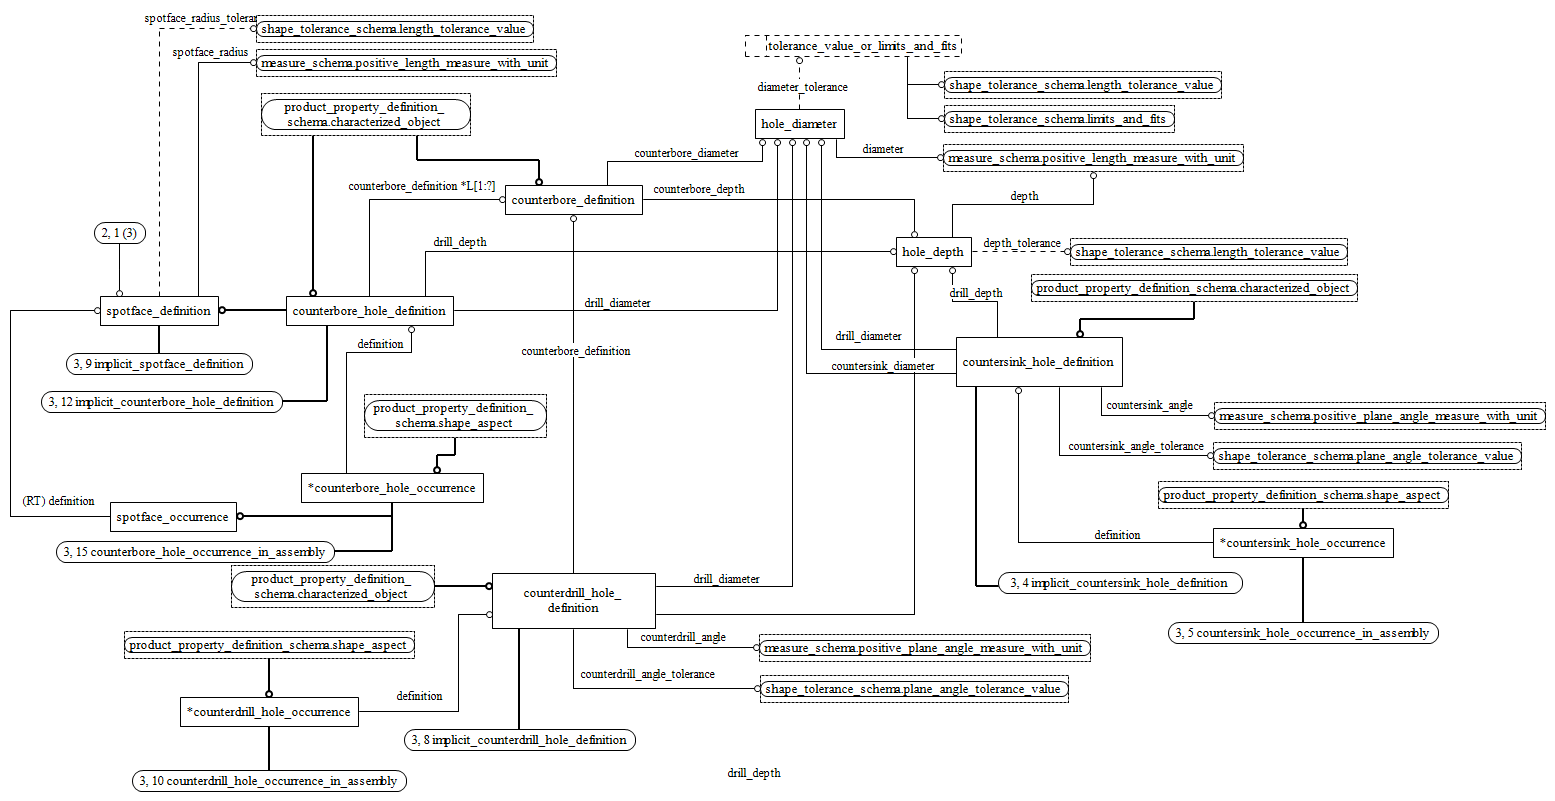 spotface_radius_toleran
shape_tolerance_schema.length_tolerance_value
spotface_radius
measure_schema.positive_length_measure_with_unit
tolerance_value_or_limits_and_fits
diameter_tolerance
shape_tolerance_schema.length_tolerance_value
shape_tolerance_schema.limits_and_fits
product_property_definition_
schema.characterized_object
hole_diameter
counterbore_diameter
diameter
measure_schema.positive_length_measure_with_unit
counterbore_definition *L[1:?]
counterbore_definition
counterbore_depth
depth
2, 1 (3)
drill_depth
hole_depth
depth_tolerance
shape_tolerance_schema.length_tolerance_value
drill_depth
product_property_definition_schema.characterized_object
spotface_definition
counterbore_hole_definition
drill_diameter
definition
counterbore_definition
drill_diameter
countersink_diameter
countersink_hole_definition
3, 9 implicit_spotface_definition
3, 12 implicit_counterbore_hole_definition
product_property_definition_
schema.shape_aspect
countersink_angle
measure_schema.positive_plane_angle_measure_with_unit
countersink_angle_tolerance
shape_tolerance_schema.plane_angle_tolerance_value
*counterbore_hole_occurrence
(RT) definition
spotface_occurrence
product_property_definition_schema.shape_aspect
definition
*countersink_hole_occurrence
3, 15 counterbore_hole_occurrence_in_assembly
product_property_definition_
schema.characterized_object
counterdrill_hole_
definition
drill_diameter
3, 4 implicit_countersink_hole_definition
3, 5 countersink_hole_occurrence_in_assembly
product_property_definition_schema.shape_aspect
counterdrill_angle
measure_schema.positive_plane_angle_measure_with_unit
counterdrill_angle_tolerance
shape_tolerance_schema.plane_angle_tolerance_value
definition
*counterdrill_hole_occurrence
3, 8 implicit_counterdrill_hole_definition
3, 10 counterdrill_hole_occurrence_in_assembly
drill_depth